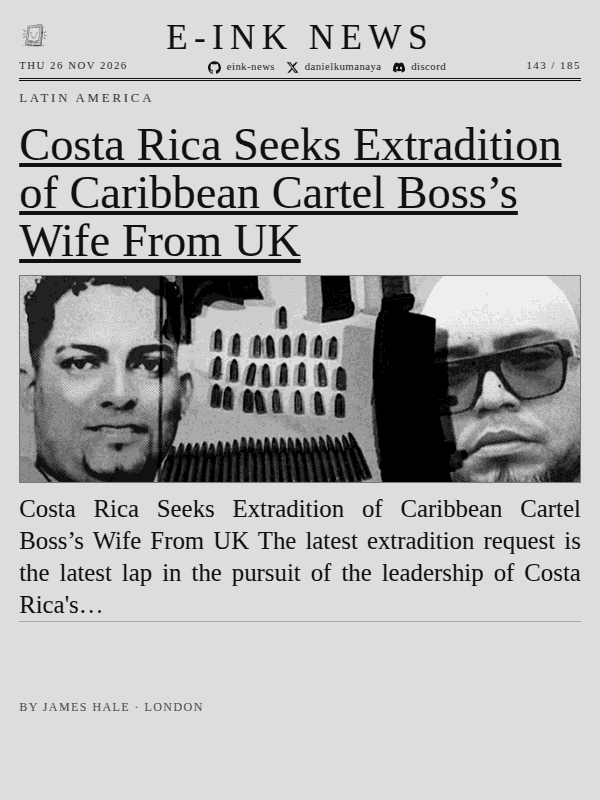 E-INK NEWS
THU 26 NOV 2026
eink-news danielkumanaya discord
143 / 185
LATIN AMERICA
Costa Rica Seeks Extradition
of Caribbean Cartel Boss’s
Wife From UK
Costa Rica Seeks Extradition of Caribbean Cartel
Boss’s Wife From UK The latest extradition request is
the latest lap in the pursuit of the leadership of Costa
Rica's…
BY JAMES HALE · LONDON